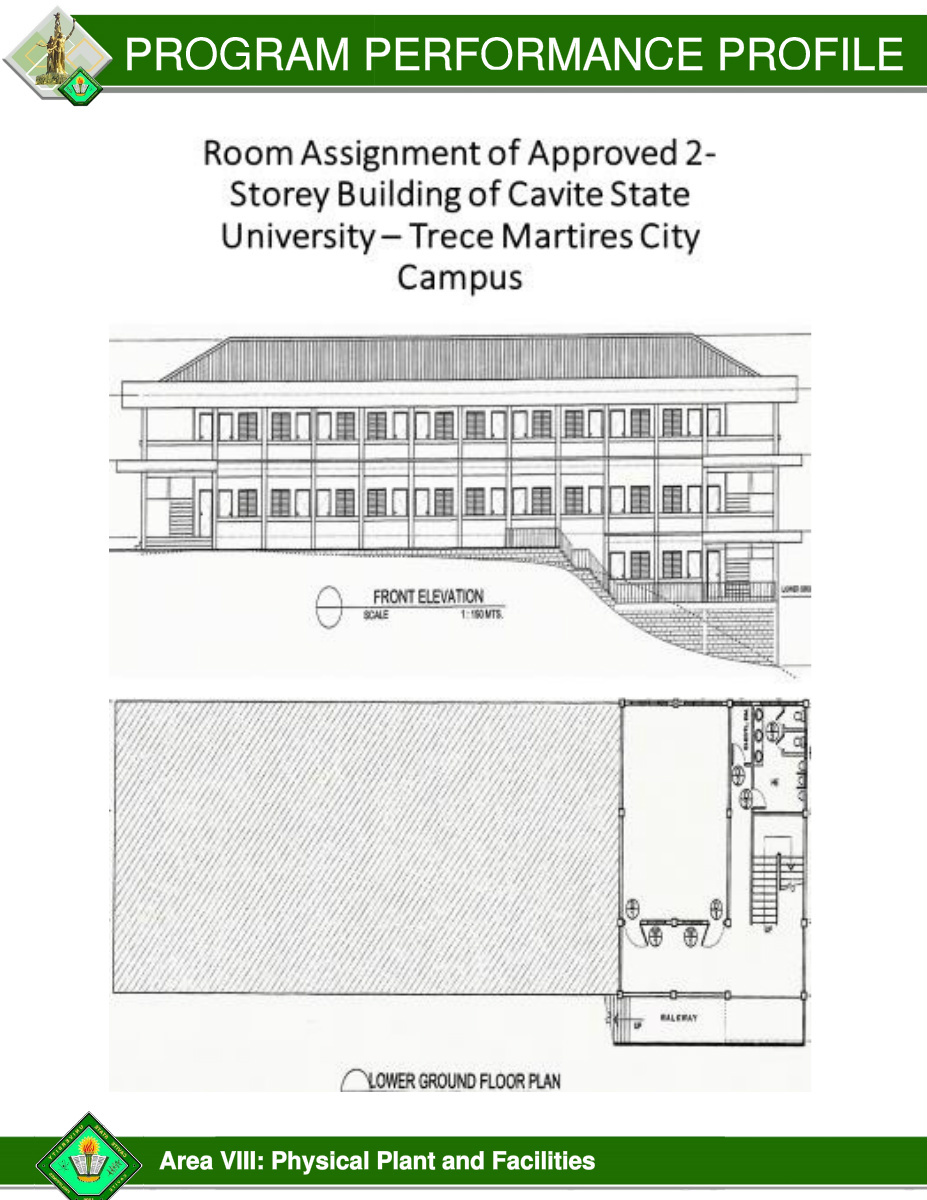 PROGRAM PERFORMANCE PROFILE
Room Assignment of Approved 2-
Storey Building of Cavite State
University – Trece Martires City
Campus
FRONT ELEVATION
SCALE 1 : 150 MTS.
UP
UP
WALKWAY
LOWER GROUND FLOOR PLAN
Area VIII: Physical Plant and Facilities